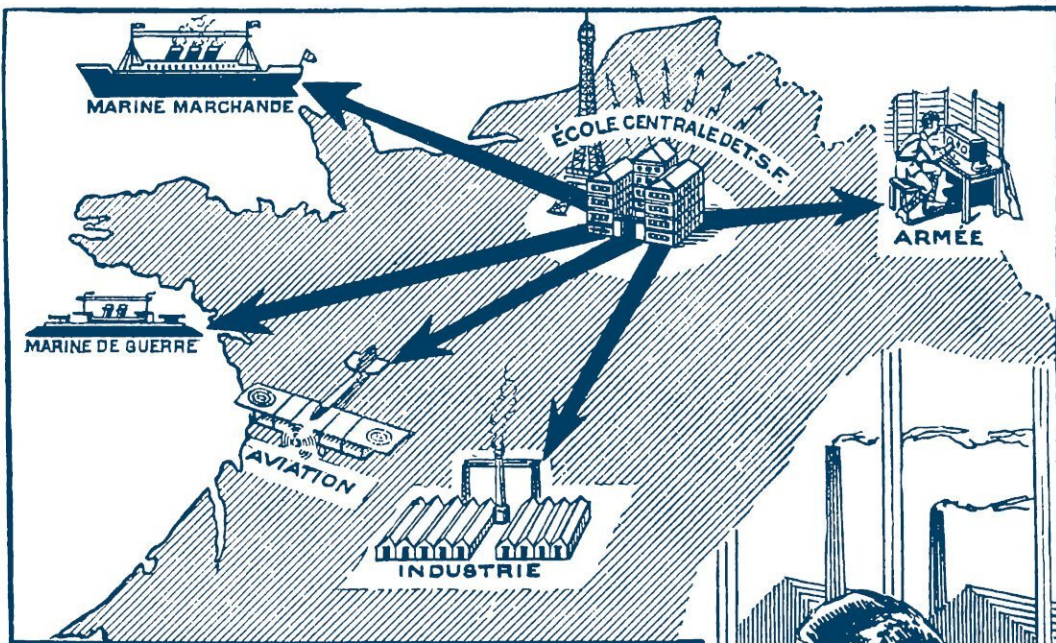 MARINE MARCHANDE
ÉCOLE CENTRALE DE T.S.F.
ARMÉE
MARINE DE GUERRE
AVIATION
INDUSTRIE